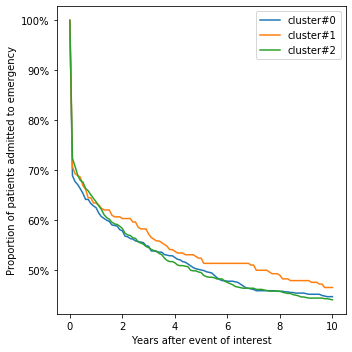 cluster#0
cluster#1
cluster#2
100%
90%
80%
70%
60%
50%
Proportion of patients admitted to emergency
0
2
4
6
8
10
Years after event of interest